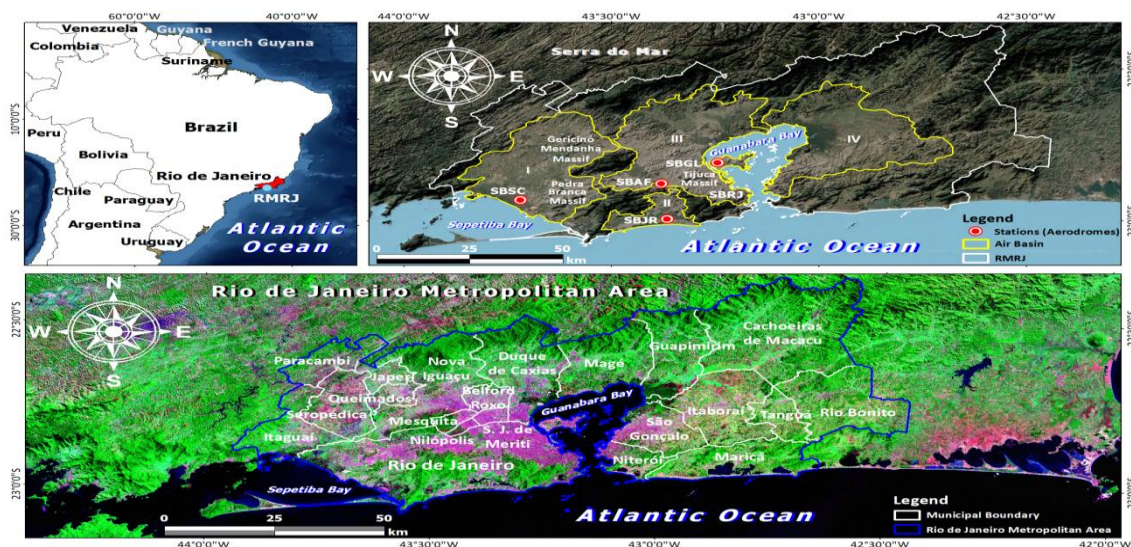 60°0'0"W
40°0'0"W
10°0'0"S
30°0'0"S
Venezuela
Guyana
French Guyana
Colombia
Suriname
Brazil
Peru
Bolivia
Rio de Janeiro
RMRJ
Chile
Paraguay
Argentina
Uruguay
Atlantic
Ocean
44°0'0"W
43°30'0"W
43°0'0"W
42°30'0"W
Serra do Mar
N
W
E
S
Gericinó
Mendanha
Massif
I
III
Guanabara Bay
IV
SBGL
Tijuca
Massif
SBAF
SBRJ
Pedra
Branca
Massif
SBSC
II
SBJR
Sepetiba Bay
Atlantic Ocean
0
25
50
km
Legend
Stations (Aerodromes)
Air Basin
RMRJ
Rio de Janeiro Metropolitan Area
22°30'0"S
23°0'0"S
N
W
E
S
Paracambi
Japeri
Nova
Iguaçu
Duque
de Caxias
Magé
Guapimirim
Cachoeiras
de Macacu
Queimados
Belford
Roxo
Seropédica
Mesquita
Guanabara Bay
São
Gonçalo
Itaboraí
Tanguá
Rio Bonito
Itaguaí
Nilópolis
S. J. de
Meriti
Rio de Janeiro
Niterói
Maricá
Sepetiba Bay
Atlantic Ocean
0
25
50
km
Legend
Municipal Boundary
Rio de Janeiro Metropolitan Area
44°0'0"W
43°30'0"W
43°0'0"W
42°30'0"W
42°0'0"W